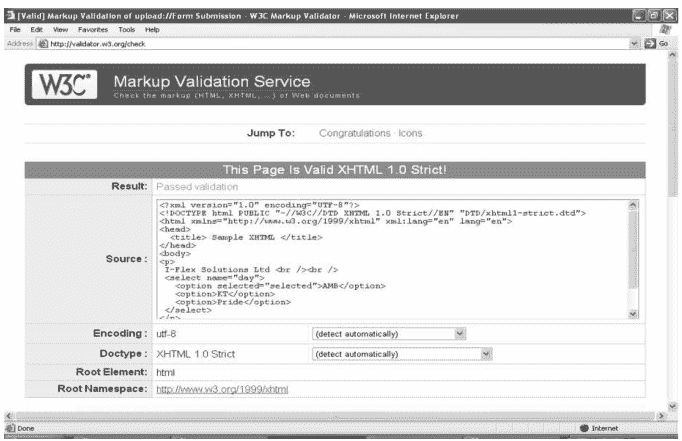 [Valid] Markup Validation of upload://Form Submission - W3C Markup Validator - Microsoft Internet Explorer
File Edit View Favorites Tools Help
Address http://validator.w3.org/check Go
W3C® Markup Validation Service
Check the markup (HTML, XHTML, ...) of Web documents
Jump To: Congratulations · Icons
This Page Is Valid XHTML 1.0 Strict!
Result: Passed validation
Source :
<?xml version="1.0" encoding="UTF-8"?>
<!DOCTYPE html PUBLIC "-//W3C//DTD XHTML 1.0 Strict//EN" "DTD/xhtml1-strict.dtd">
<html xmlns="http://www.w3.org/1999/xhtml" xml:lang="en" lang="en">
<head>
<title> Sample XHTML </title>
</head>
<body>
<p>
I-Flex Solutions Ltd <br /><br />
<select name="day">
<option selected="selected">AMB</option>
<option>KT</option>
<option>Pride</option>
</select>
</p>
Encoding : utf-8 (detect automatically)
Doctype : XHTML 1.0 Strict (detect automatically)
Root Element: html
Root Namespace: http://www.w3.org/1999/xhtml
Done Internet